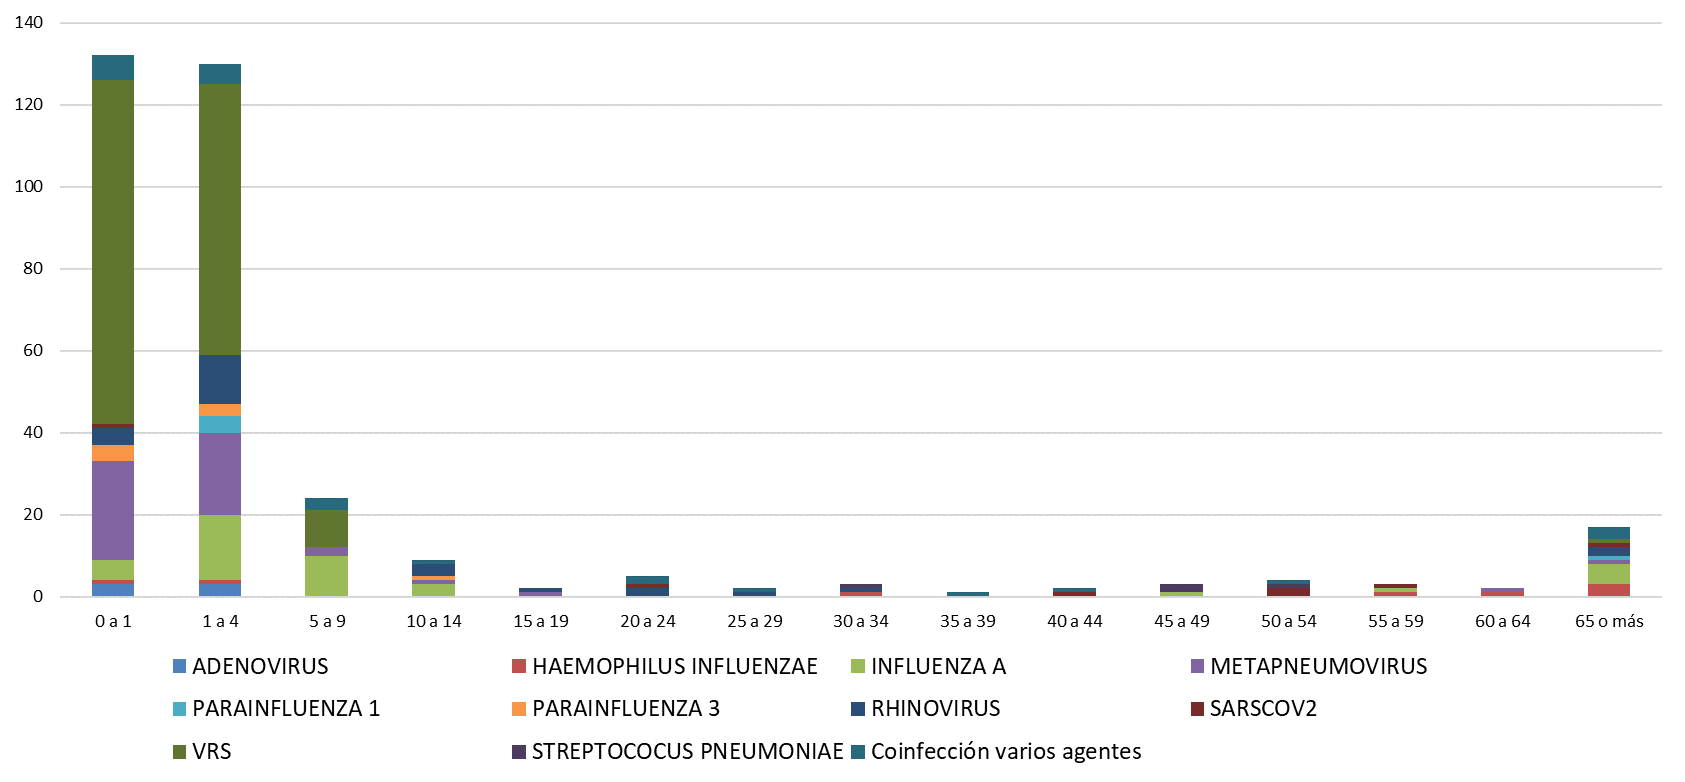 140
120
100
80
60
40
20
0
0 a 1 1 a 4 5 a 9 10 a 14 15 a 19 20 a 24 25 a 29 30 a 34 35 a 39 40 a 44 45 a 49 50 a 54 55 a 59 60 a 64 65 o más
ADENOVIRUS HAEMOPHILUS INFLUENZAE INFLUENZA A METAPNEUMOVIRUS
PARAINFLUENZA 1 PARAINFLUENZA 3 RHINOVIRUS SARSCOV2
VRS STREPTOCOCUS PNEUMONIAE Coinfección varios agentes